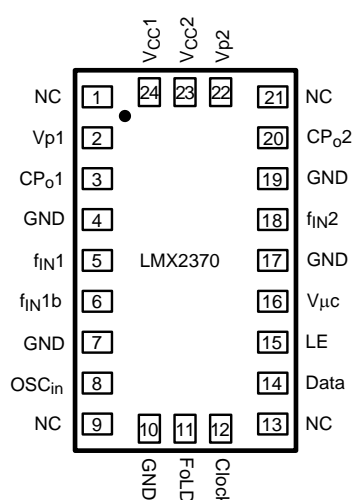 VCC1 VCC2 Vp2
24 23 22
NC 1 21 NC
Vp1 2 20 CPo2
CPo1 3 19 GND
GND 4 18 fIN2
fIN1 5 LMX2370 17 GND
fIN1b 6 16 Vμc
GND 7 15 LE
OSCin 8 14 Data
NC 9 13 NC
10 11 12
GND FoLD Clock